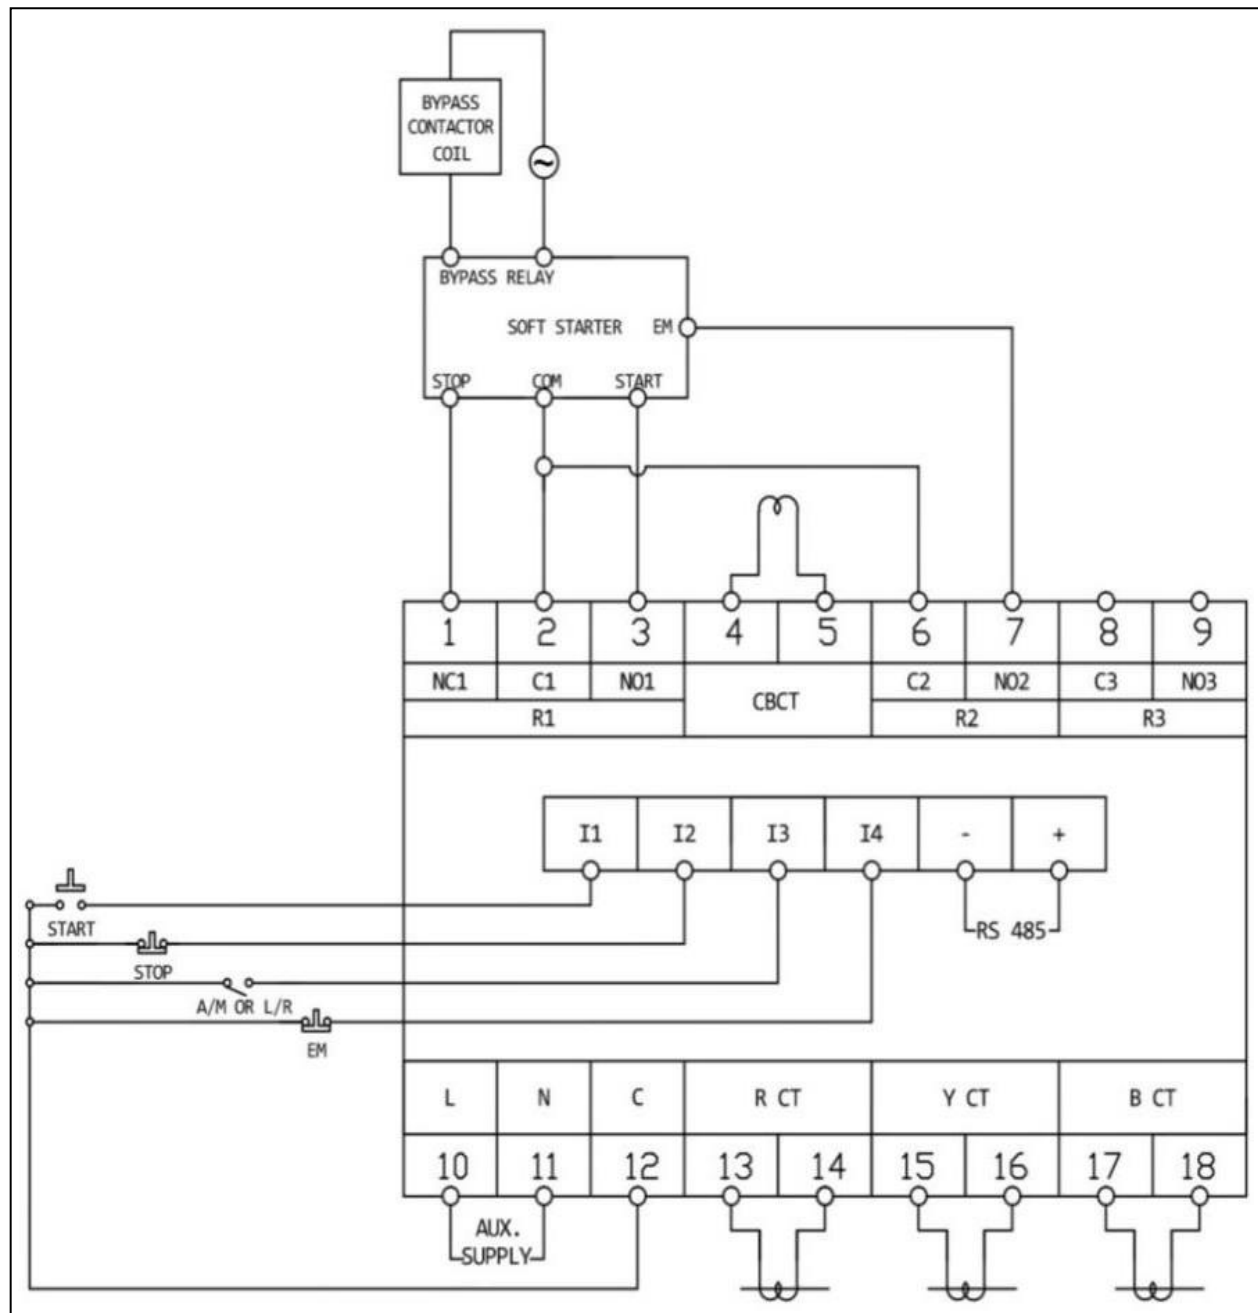 BYPASS
CONTACTOR
COIL
~
BYPASS RELAY
SOFT STARTER EM
STOP COM START
1 2 3 4 5 6 7 8 9
NC1 C1 NO1 CBCT C2 NO2 C3 NO3
R1 R2 R3
I1 I2 I3 I4 - +
START
RS 485
STOP
A/M OR L/R
EM
L N C R CT Y CT B CT
10 11 12 13 14 15 16 17 18
AUX.
SUPPLY